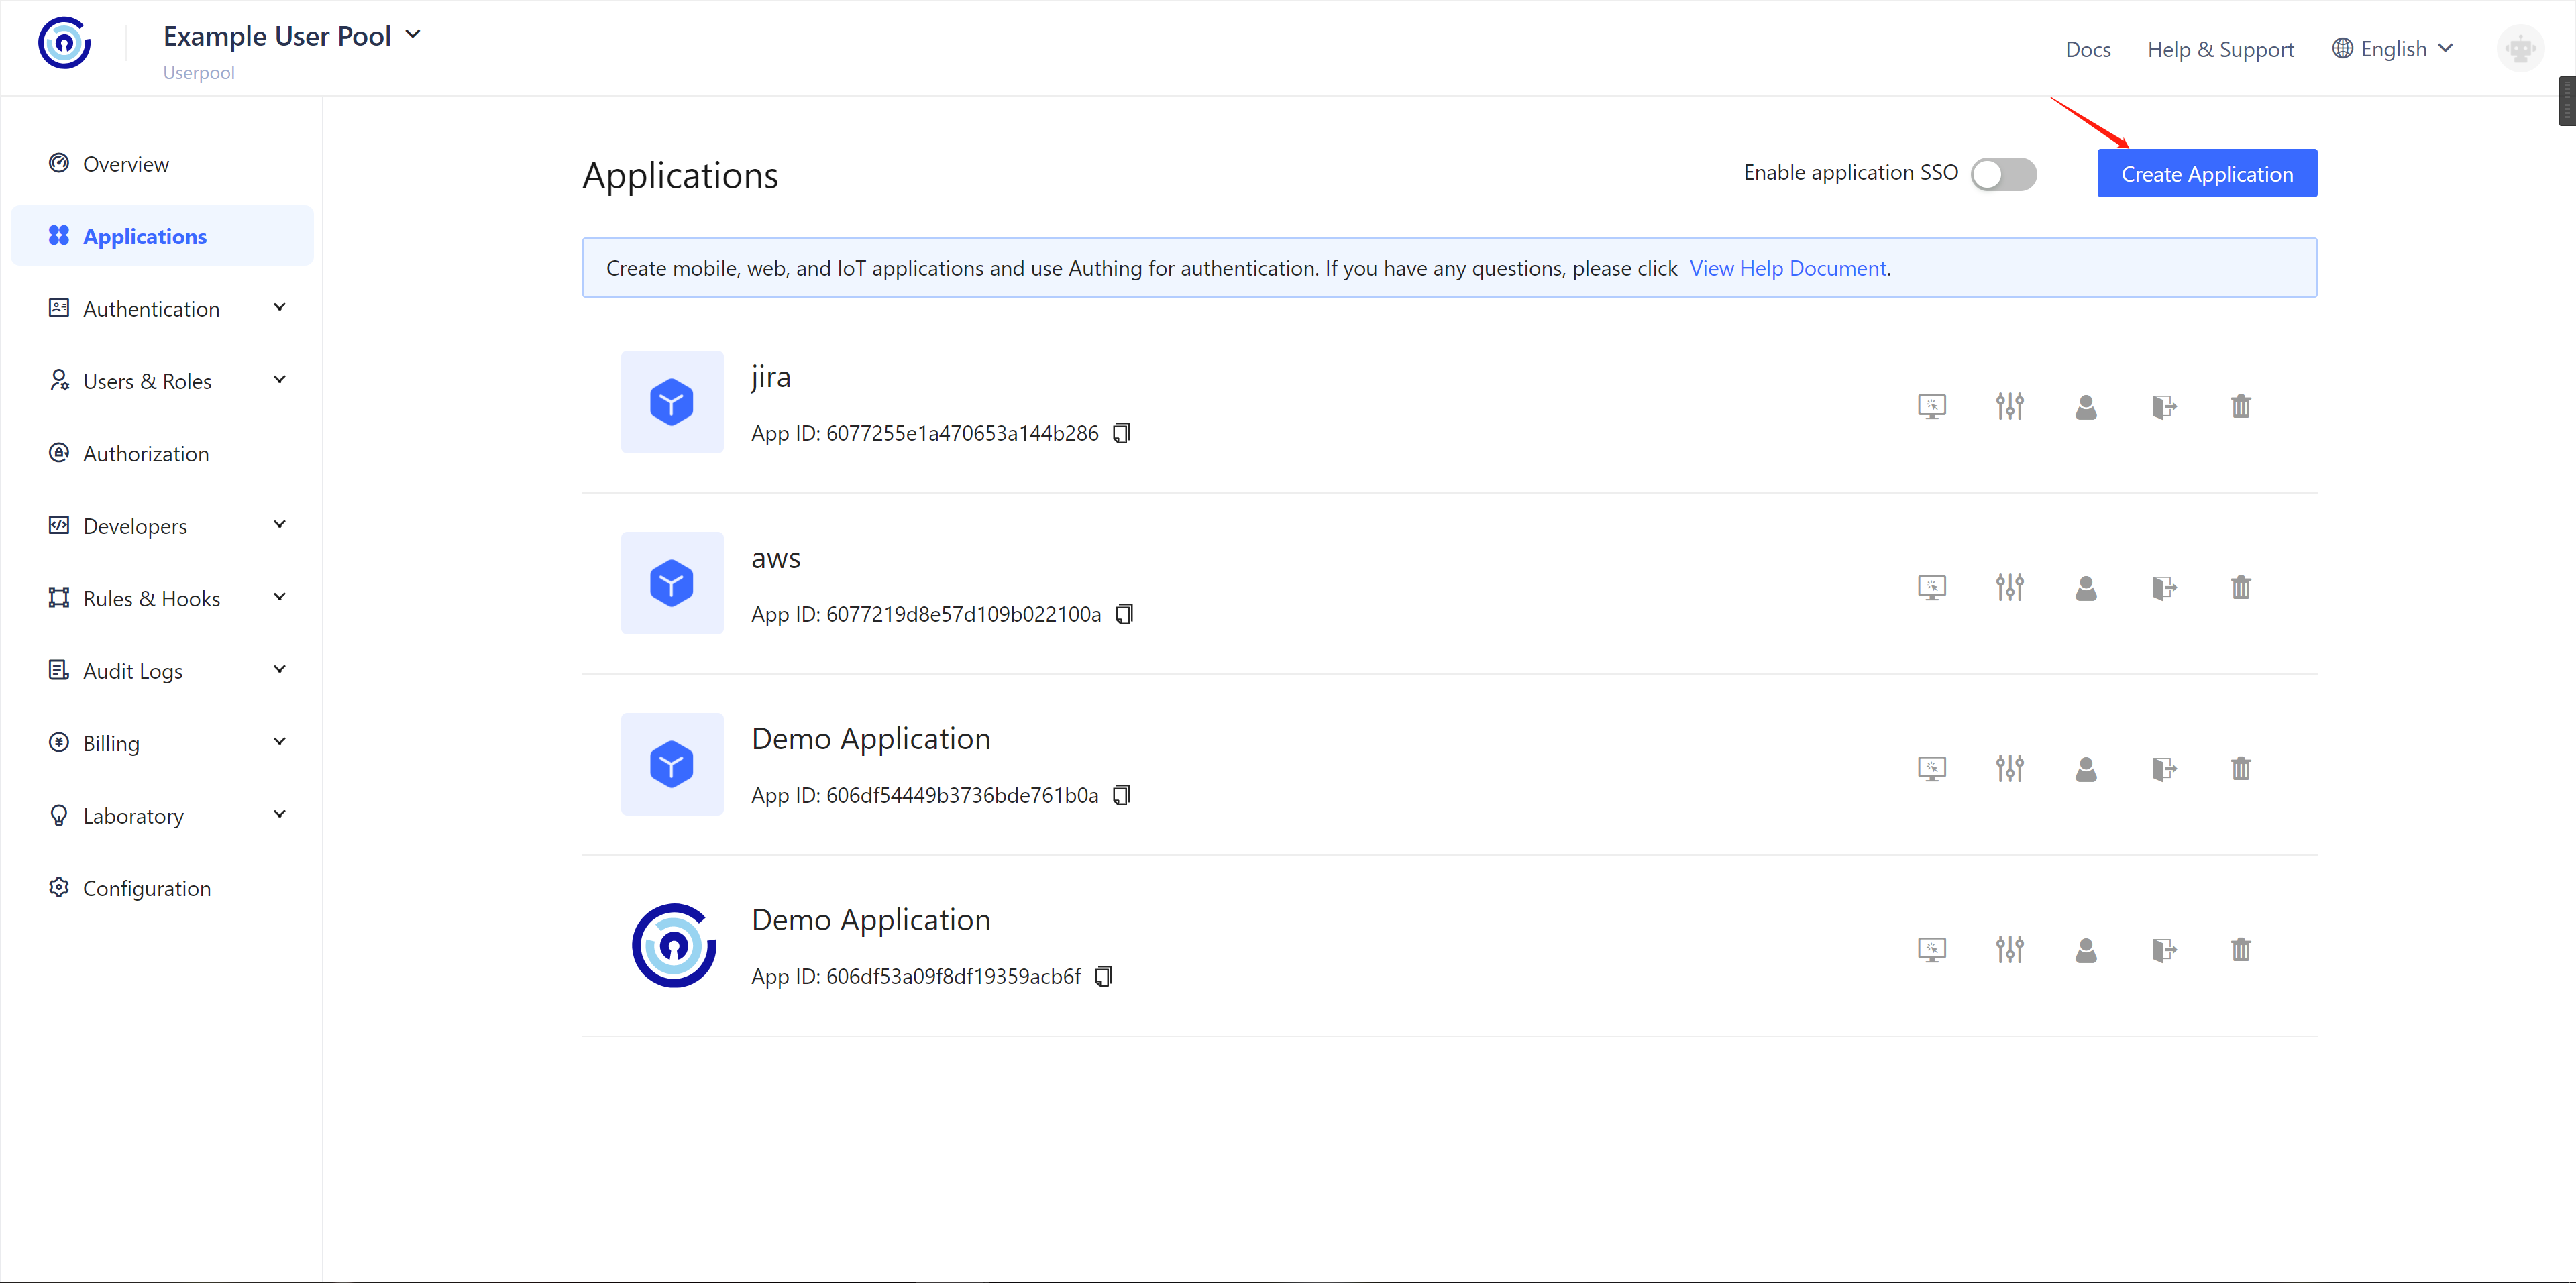 Example User Pool
Userpool
Docs
Help & Support
English
Overview
Applications
Authentication
Users & Roles
Authorization
Developers
Rules & Hooks
Audit Logs
Billing
Laboratory
Configuration
Applications
Enable application SSO
Create Application
Create mobile, web, and IoT applications and use Authing for authentication. If you have any questions, please click View Help Document.
jira
App ID: 6077255e1a470653a144b286
aws
App ID: 6077219d8e57d109b022100a
Demo Application
App ID: 606df54449b3736bde761b0a
Demo Application
App ID: 606df53a09f8df19359acb6f